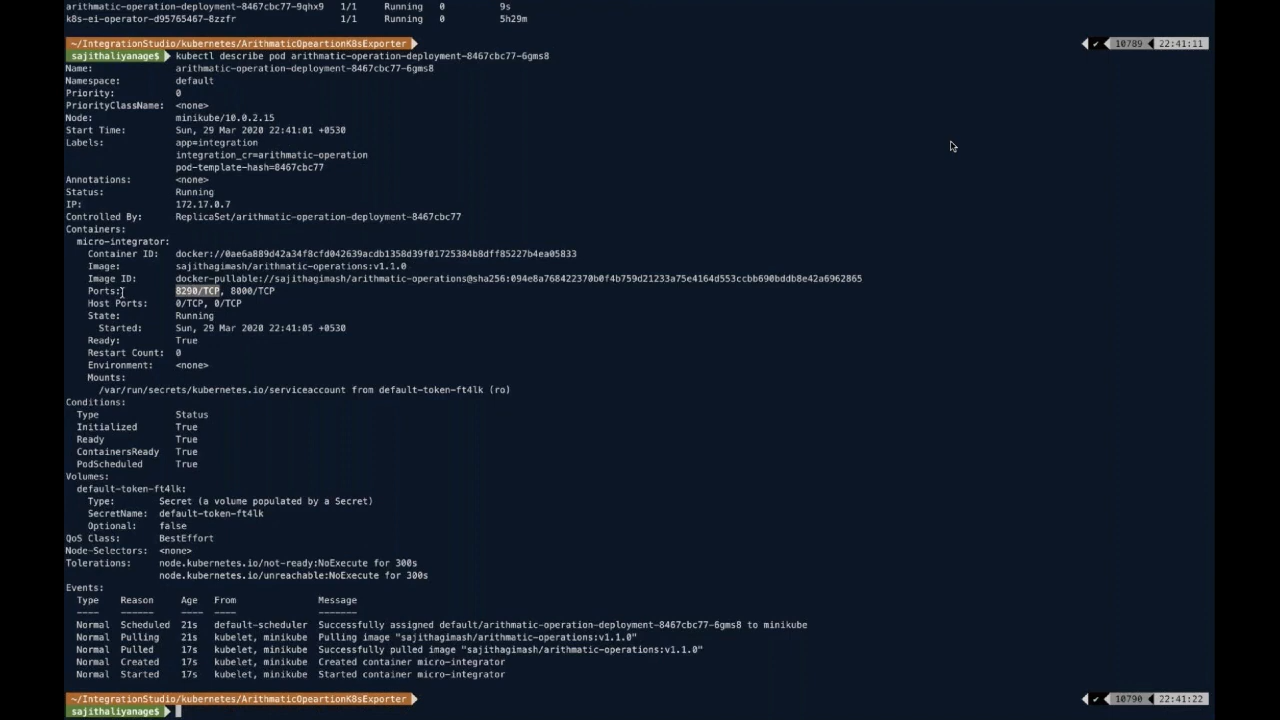 arithmatic-operation-deployment-8467cbc77-9qhx9 1/1 Running 0 9s
k8s-ei-operator-d95765467-8zzfr 1/1 Running 0 5h29m
~/IntegrationStudio/kubernetes/ArithmaticOpeartionK8sExporter ✔ 10789 22:41:11
sajithaliyanage$ kubectl describe pod arithmatic-operation-deployment-8467cbc77-6gms8
Name: arithmatic-operation-deployment-8467cbc77-6gms8
Namespace: default
Priority: 0
PriorityClassName: <none>
Node: minikube/10.0.2.15
Start Time: Sun, 29 Mar 2020 22:41:01 +0530
Labels: app=integration
integration_cr=arithmatic-operation
pod-template-hash=8467cbc77
Annotations: <none>
Status: Running
IP: 172.17.0.7
Controlled By: ReplicaSet/arithmatic-operation-deployment-8467cbc77
Containers:
micro-integrator:
Container ID: docker://0ae6a889d42a34f8cfd042639acdb1358d39f01725384b8dff85227b4ea05833
Image: sajithagimash/arithmatic-operations:v1.1.0
Image ID: docker-pullable://sajithagimash/arithmatic-operations@sha256:094e8a768422370b0f4b759d21233a75e4164d553ccbb690bddb8e42a6962865
Ports: 8290/TCP, 8000/TCP
Host Ports: 0/TCP, 0/TCP
State: Running
Started: Sun, 29 Mar 2020 22:41:05 +0530
Ready: True
Restart Count: 0
Environment: <none>
Mounts:
/var/run/secrets/kubernetes.io/serviceaccount from default-token-ft4lk (ro)
Conditions:
Type Status
Initialized True
Ready True
ContainersReady True
PodScheduled True
Volumes:
default-token-ft4lk:
Type: Secret (a volume populated by a Secret)
SecretName: default-token-ft4lk
Optional: false
QoS Class: BestEffort
Node-Selectors: <none>
Tolerations: node.kubernetes.io/not-ready:NoExecute for 300s
node.kubernetes.io/unreachable:NoExecute for 300s
Events:
Type Reason Age From Message
---- ------ ---- ---- -------
Normal Scheduled 21s default-scheduler Successfully assigned default/arithmatic-operation-deployment-8467cbc77-6gms8 to minikube
Normal Pulling 21s kubelet, minikube Pulling image "sajithagimash/arithmatic-operations:v1.1.0"
Normal Pulled 17s kubelet, minikube Successfully pulled image "sajithagimash/arithmatic-operations:v1.1.0"
Normal Created 17s kubelet, minikube Created container micro-integrator
Normal Started 17s kubelet, minikube Started container micro-integrator
~/IntegrationStudio/kubernetes/ArithmaticOpeartionK8sExporter ✔ 10790 22:41:22
sajithaliyanage$